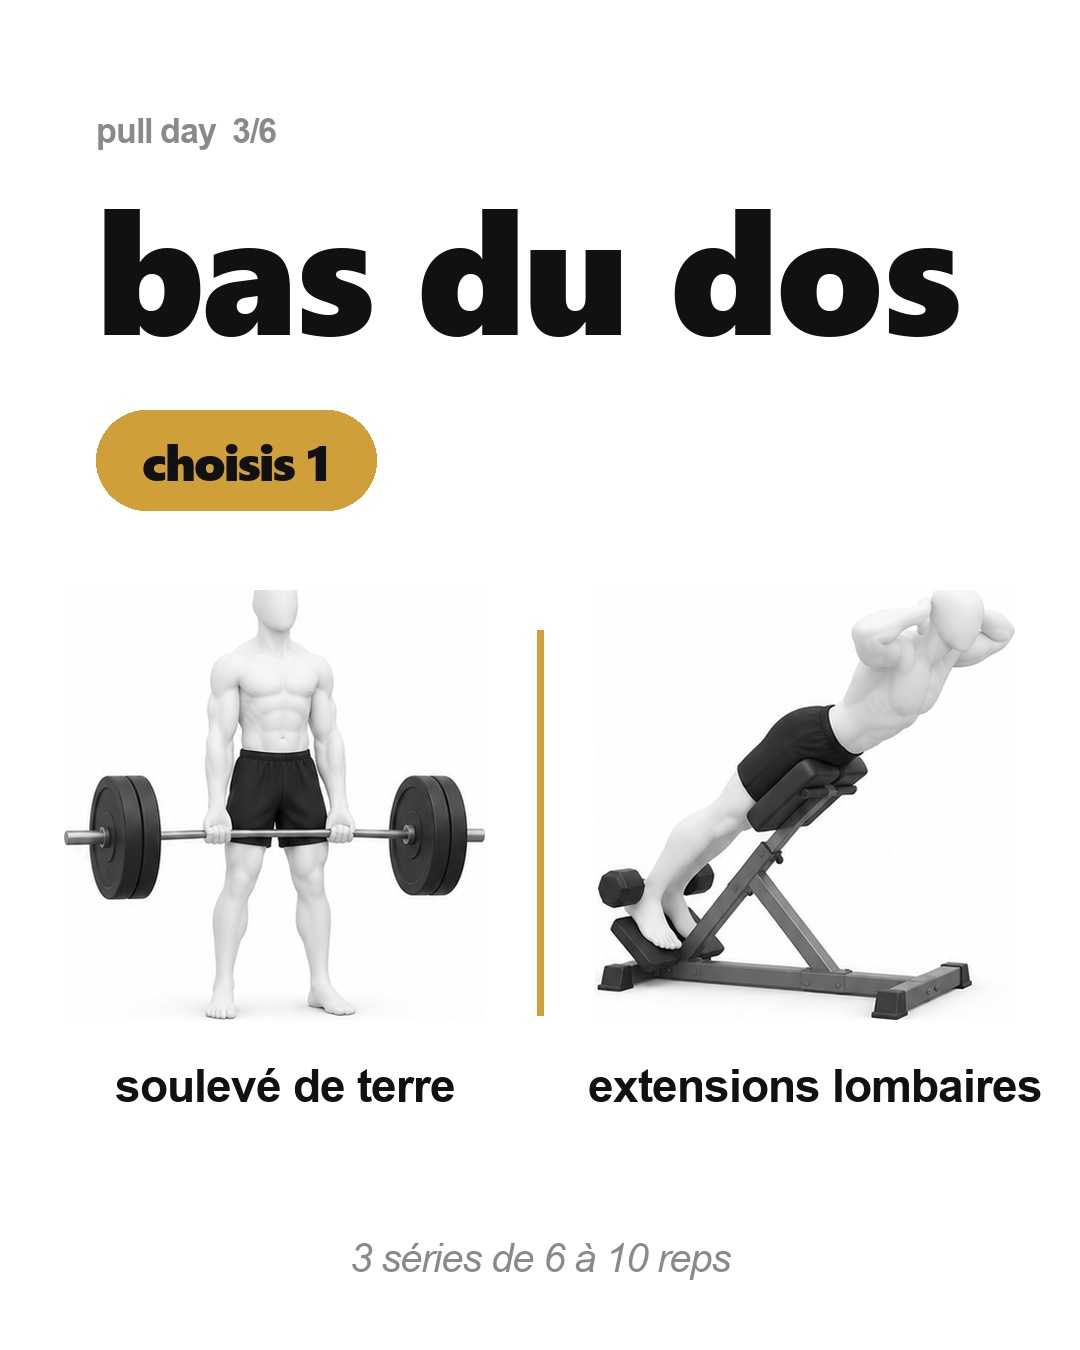 pull day 3/6
bas du dos
choisis 1
soulevé de terre
extensions lombaires
3 séries de 6 à 10 reps